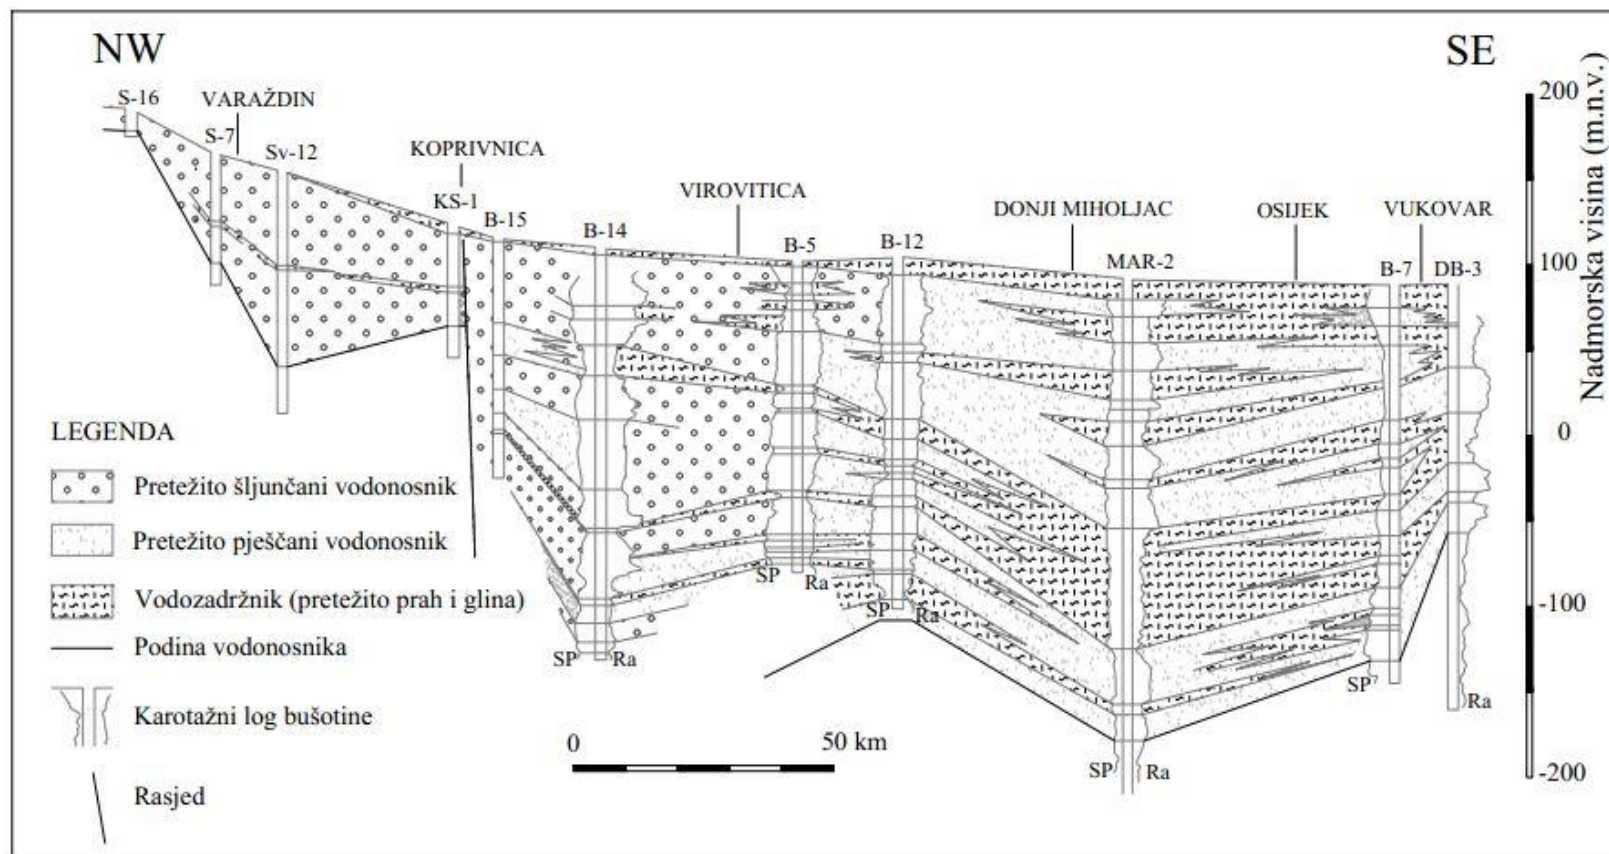 NW
SE
S-16
VARAŽDIN
S-7
Sv-12
KOPRIVNICA
KS-1
B-15
B-14
VIROVITICA
B-5
B-12
DONJI MIHOLJAC
MAR-2
OSIJEK
VUKOVAR
B-7
DB-3
SP
Ra
SP
Ra
SP
Ra
SP
Ra
SP
Ra
200
100
0
-100
-200
Nadmorska visina (m.n.v.)
LEGENDA
Pretežito šljunčani vodonosnik
Pretežito pješčani vodonosnik
Vodozadržnik (pretežito prah i glina)
Podina vodonosnika
Karotažni log bušotine
Rasjed
0
50 km